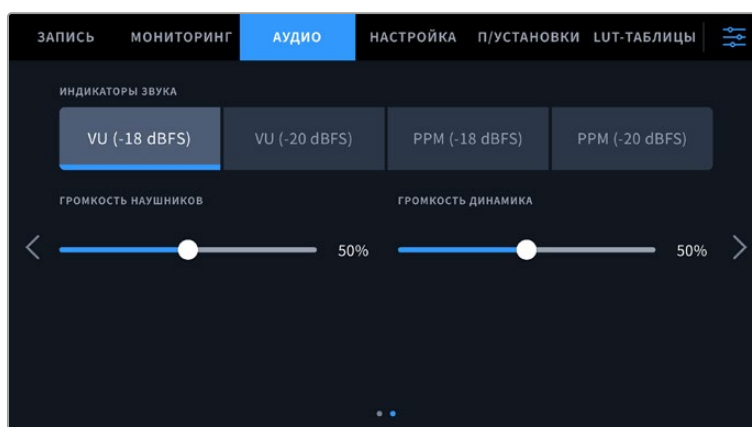 ЗАПИСЬ МОНИТОРИНГ АУДИО НАСТРОЙКА П/УСТАНОВКИ LUT-ТАБЛИЦЫ
ИНДИКАТОРЫ ЗВУКА
VU (-18 dBFS) VU (-20 dBFS) PPM (-18 dBFS) PPM (-20 dBFS)
ГРОМКОСТЬ НАУШНИКОВ ГРОМКОСТЬ ДИНАМИКА
50% 50%